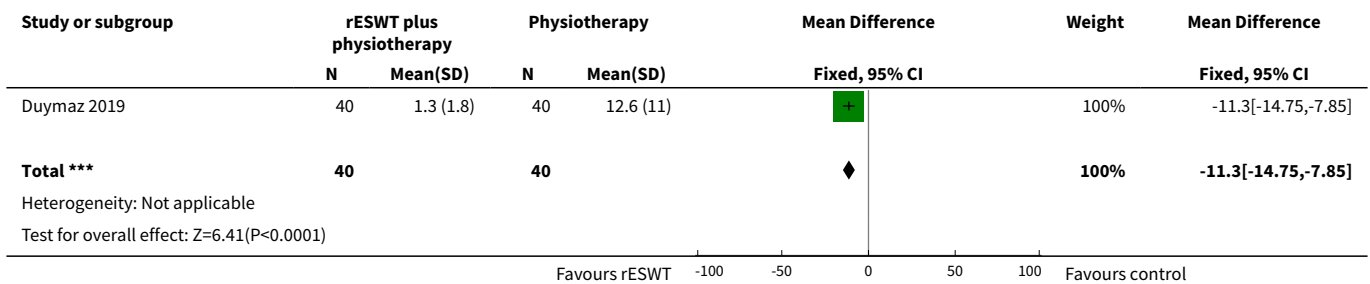 Study or subgroup rESWT plus physiotherapy Physiotherapy Mean Difference Weight Mean Difference
N Mean(SD) N Mean(SD) Fixed, 95% CI Fixed, 95% CI
Duymaz 2019 40 1.3 (1.8) 40 12.6 (11) 100% -11.3[-14.75,-7.85]
Total *** 40 40 100% -11.3[-14.75,-7.85]
Heterogeneity: Not applicable
Test for overall effect: Z=6.41(P<0.0001)
Favours rESWT -100 -50 0 50 100 Favours control